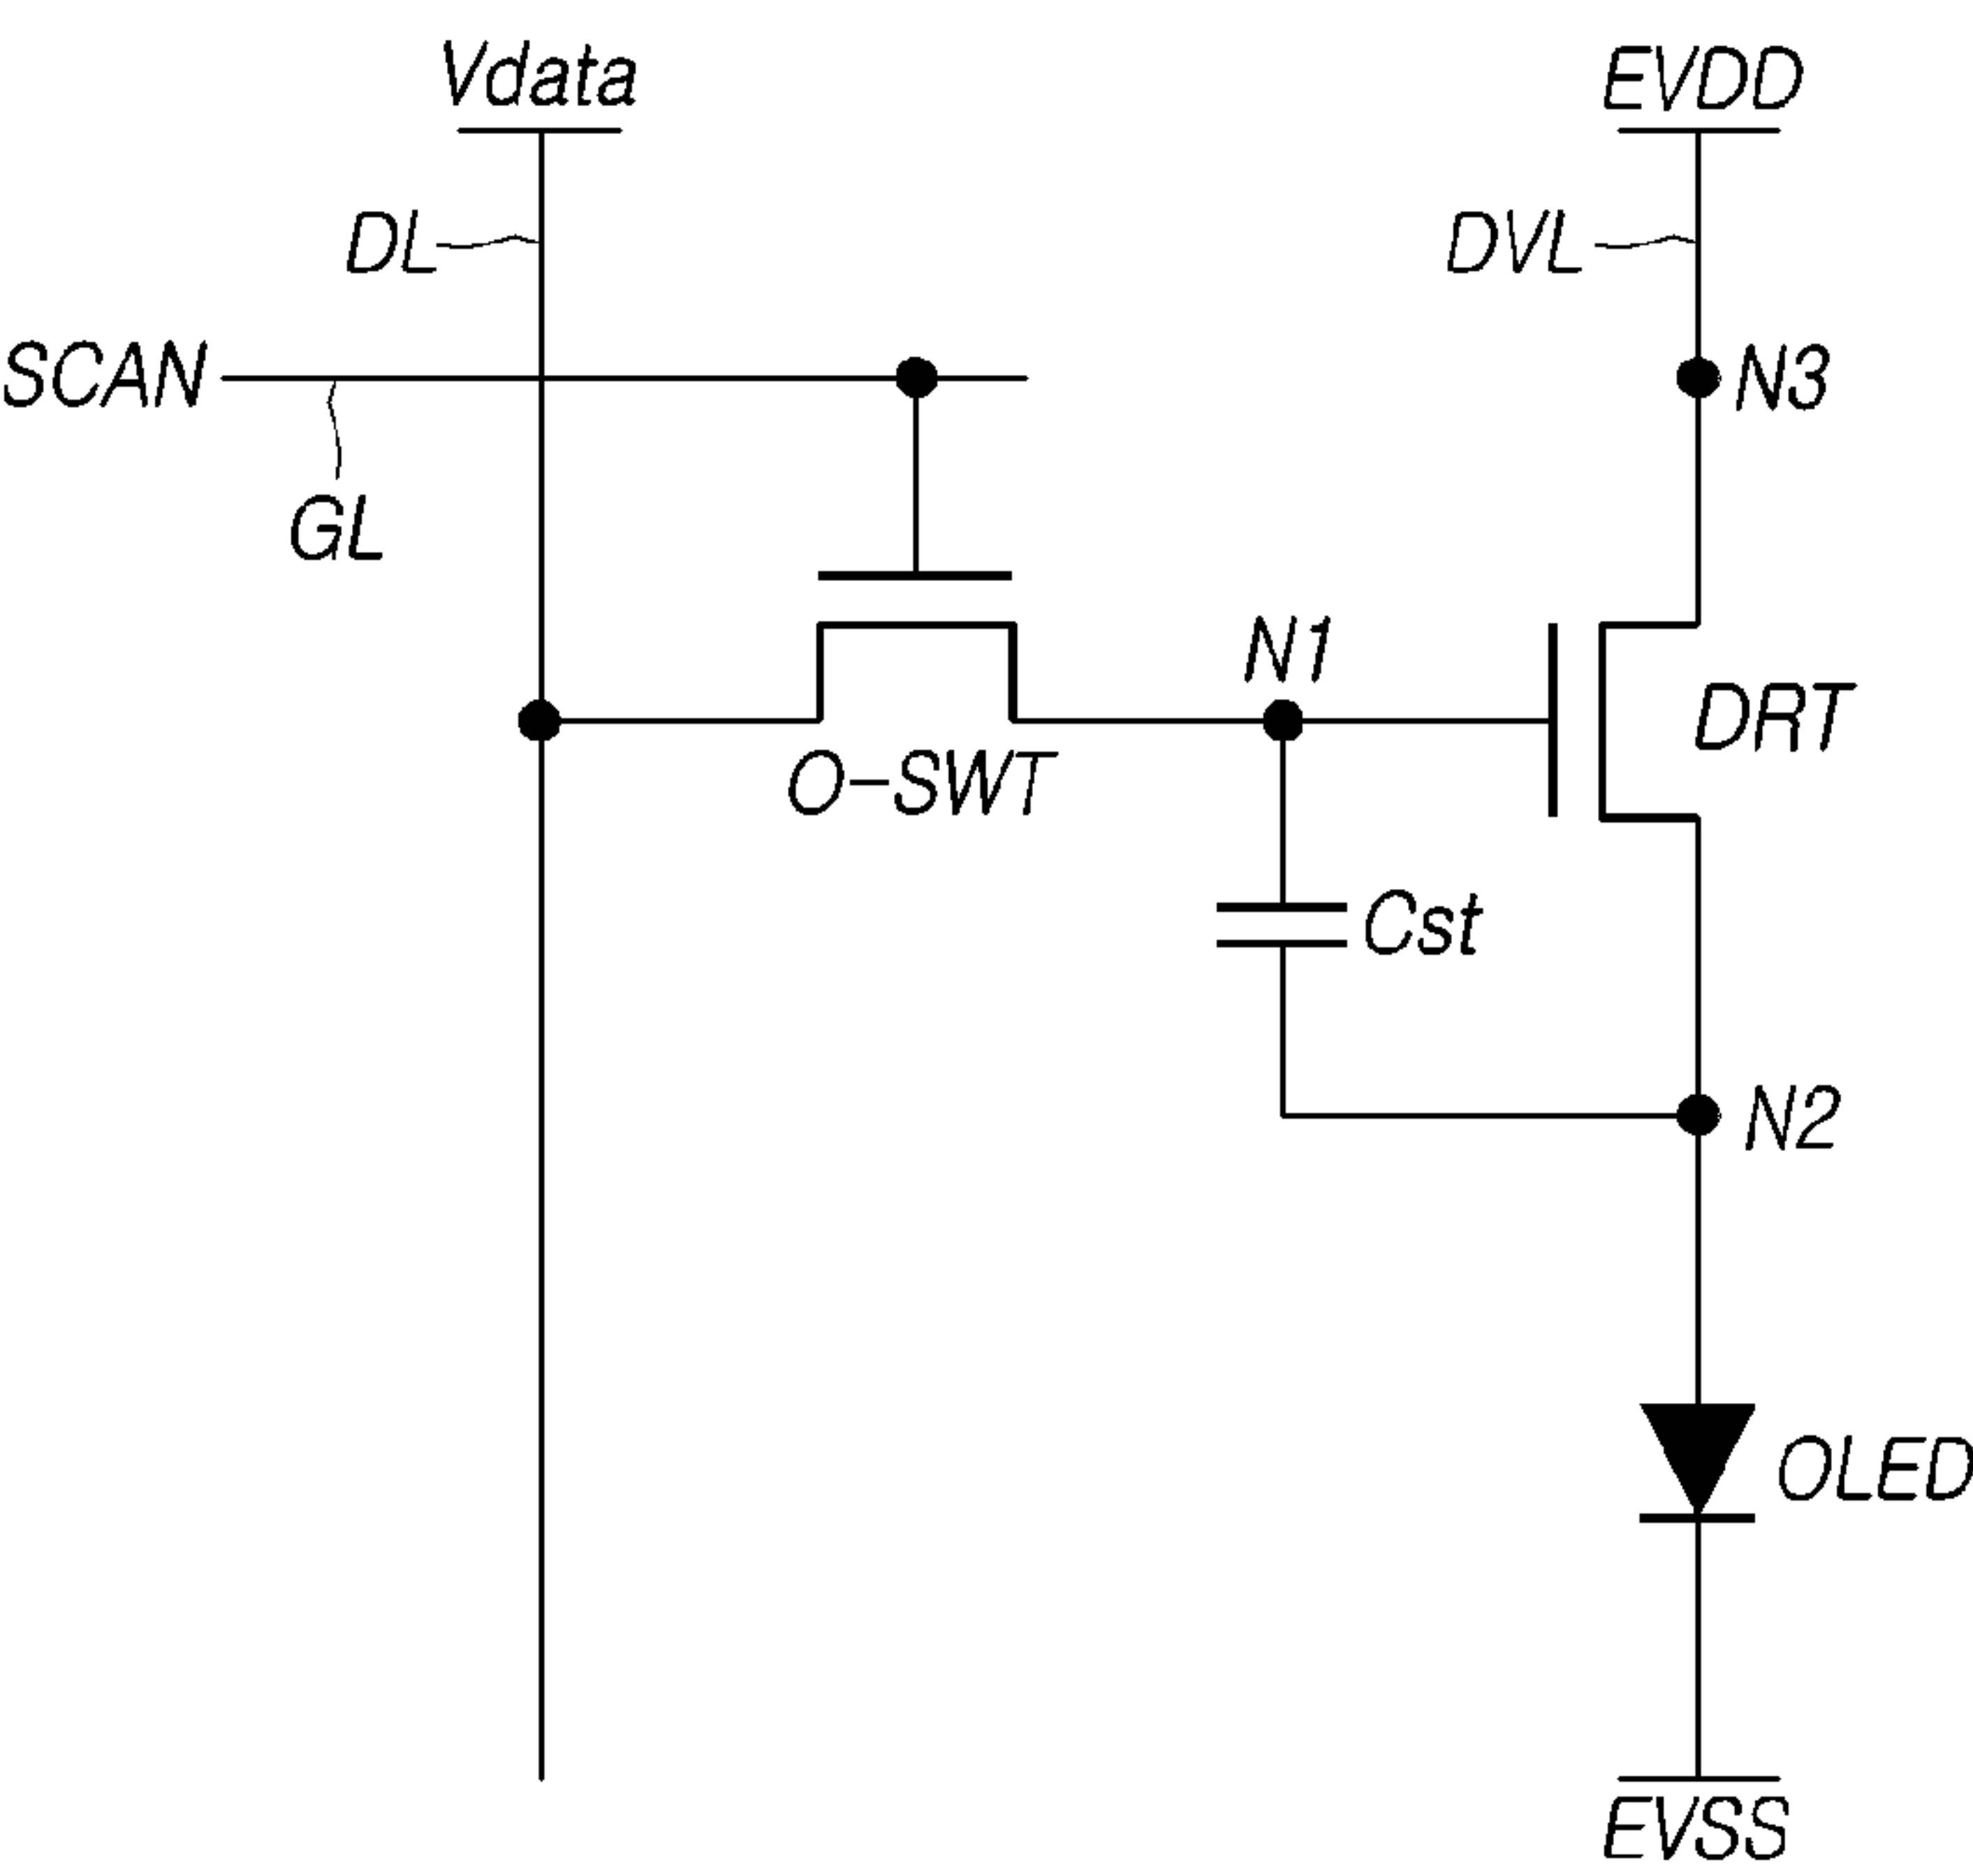 Vdata
EVDD
DL
DVL
SCAN
N3
GL
N1
DRT
O-SWT
Cst
N2
OLED
EVSS